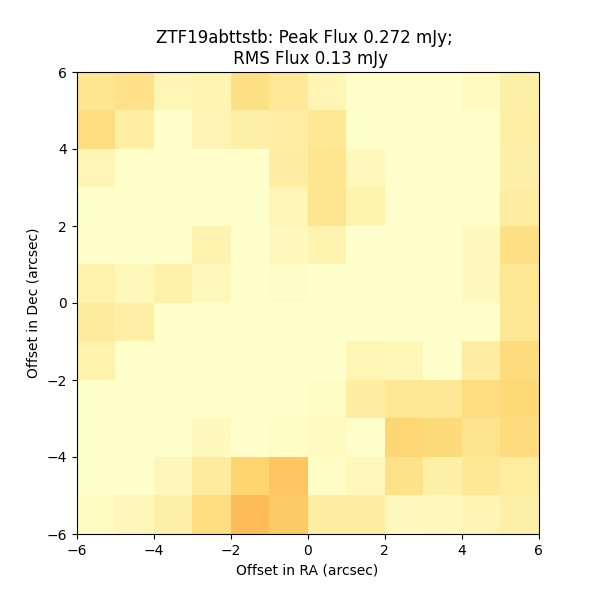 ZTF19abttstb: Peak Flux 0.272 mJy;
RMS Flux 0.13 mJy
6
4
2
0
−2
−4
−6
Offset in Dec (arcsec)
−6 −4 −2 0 2 4 6
Offset in RA (arcsec)